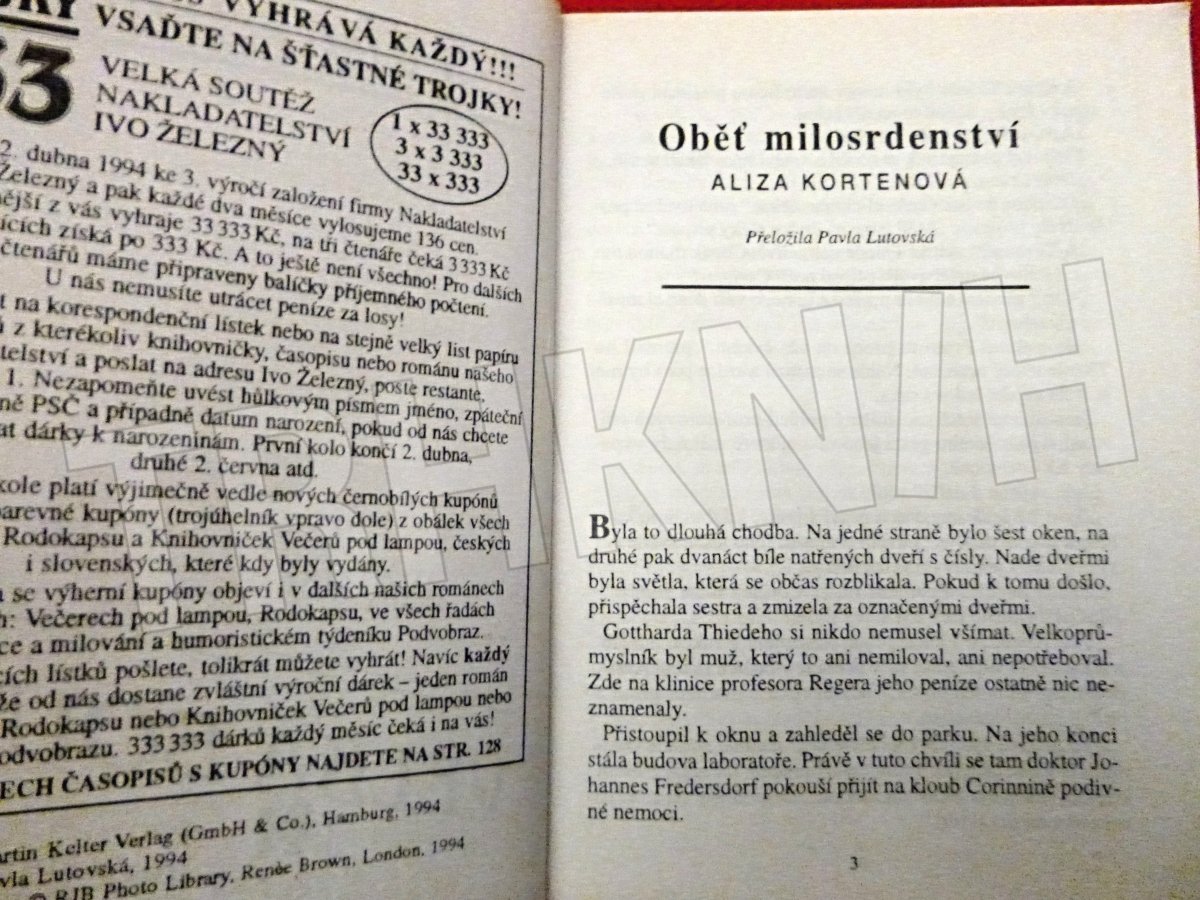 VYHRÁVÁ KAŽDÝ!!!
VSAĎTE NA ŠŤASTNÉ TROJKY!
VELKÁ SOUTĚŽ
NAKLADATELSTVÍ
IVO ŽELEZNÝ
1 x 33 333
3 x 3 333
33 x 333
2. dubna 1994 ke 3. výročí založení firmy Nakladatelství
Železný a pak každé dva měsíce vylosujeme 136 cen.
z vás vyhraje 33 333 Kč, na tři čtenáře čeká 3 333 Kč
získá po 333 Kč. A to ještě není všechno! Pro dalších
čtenářů máme připraveny balíčky příjemného počtení.
U nás nemusíte utrácet peníze za losy!
na korespondenční lístek nebo na stejně velký list papíru
z kterékoliv knihovničky, časopisu nebo románu našeho
a poslat na adresu Ivo Železný, poste restante,
1. Nezapomeňte uvést hůlkovým písmem jméno, zpáteční
PSČ a případně datum narození, pokud od nás chcete
dárky k narozeninám. První kolo končí 2. dubna,
druhé 2. června atd.
kole platí výjimečně vedle nových černobílých kupónů
barevné kupóny (trojúhelník vpravo dole) z obálek všech
Rodokapsu a Knihovniček Večerů pod lampou, českých
i slovenských, které kdy byly vydány.
se výherní kupóny objeví i v dalších našich románech
Večerech pod lampou, Rodokapsu, ve všech řadách
a milování a humoristickém týdeníku Podvobraz.
lístků pošlete, tolikrát můžete vyhrát! Navíc každý
od nás dostane zvláštní výroční dárek – jeden román
Rodokapsu nebo Knihovniček Večerů pod lampou nebo
Podvobrazu. 333 333 dárků každý měsíc čeká i na vás!
ČASOPISŮ S KUPÓNY NAJDETE NA STR. 128
Kelter Verlag (GmbH & Co.), Hamburg, 1994
Lutovská, 1994
© RJB Photo Library, Renèe Brown, London, 1994
Oběť milosrdenství
ALIZA KORTENOVÁ
Přeložila Pavla Lutovská
Byla to dlouhá chodba. Na jedné straně bylo šest oken, na
druhé pak dvanáct bíle natřených dveří s čísly. Nade dveřmi
byla světla, která se občas rozblikala. Pokud k tomu došlo,
přispěchala sestra a zmizela za označenými dveřmi.
Gottharda Thiedeho si nikdo nemusel všímat. Velkoprů-
myslník byl muž, který to ani nemiloval, ani nepotřeboval.
Zde na klinice profesora Regera jeho peníze ostatně nic ne-
znamenaly.
Přistoupil k oknu a zahleděl se do parku. Na jeho konci
stála budova laboratoře. Právě v tuto chvíli se tam doktor Jo-
hannes Fredersdorf pokouší přijít na kloub Corinnině podiv-
né nemoci.
3